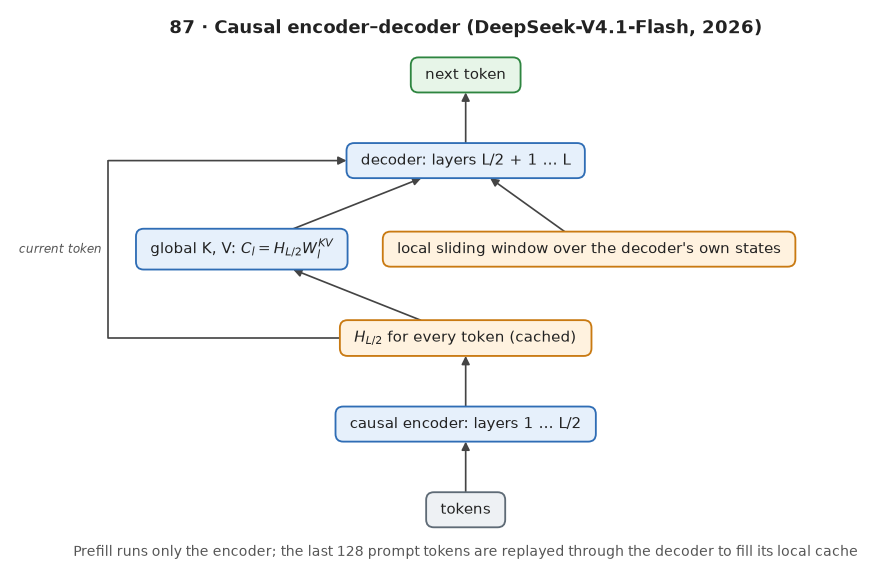 87 · Causal encoder–decoder (DeepSeek-V4.1-Flash, 2026)
next token
decoder: layers L/2 + 1 … L
current token
global K, V: $C_l = H_{L/2}W_l^{KV}$
local sliding window over the decoder's own states
$H_{L/2}$ for every token (cached)
causal encoder: layers 1 … L/2
tokens
Prefill runs only the encoder; the last 128 prompt tokens are replayed through the decoder to fill its local cache